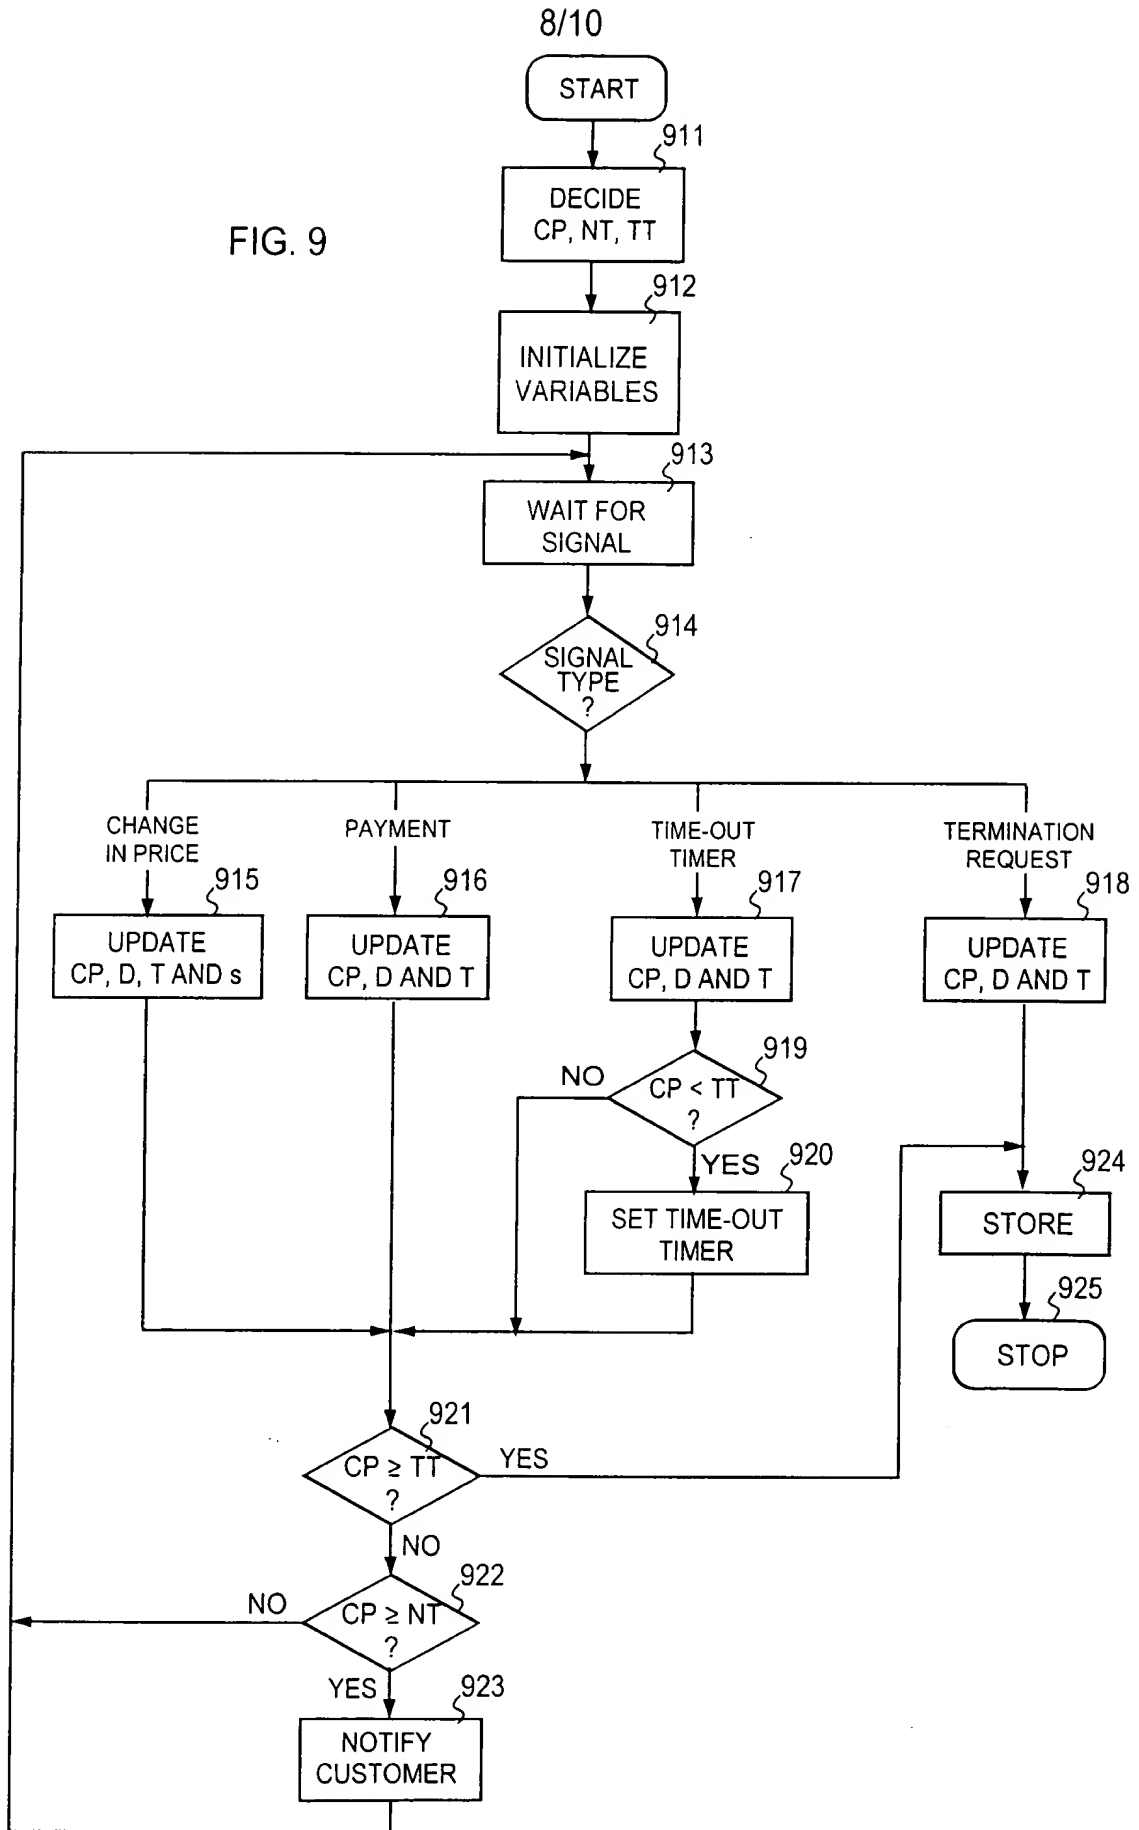 8/10
START
911
DECIDE
CP, NT, TT
FIG. 9
912
INITIALIZE
VARIABLES
913
WAIT FOR
SIGNAL
914
SIGNAL
TYPE
?
CHANGE
IN PRICE
PAYMENT
TIME-OUT
TIMER
TERMINATION
REQUEST
915
916
917
918
UPDATE
CP, D, T AND s
UPDATE
CP, D AND T
UPDATE
CP, D AND T
UPDATE
CP, D AND T
919
NO
CP < TT
?
YES
920
SET TIME-OUT
TIMER
924
STORE
925
STOP
921
CP ≥ TT
?
YES
NO
922
NO
CP ≥ NT
?
YES
923
NOTIFY
CUSTOMER